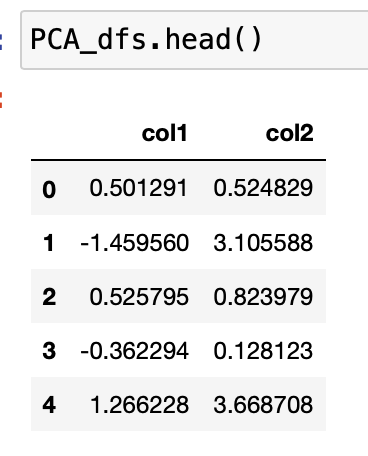 PCA_dfs.head()
col1 col2
0 0.501291 0.524829
1 -1.459560 3.105588
2 0.525795 0.823979
3 -0.362294 0.128123
4 1.266228 3.668708